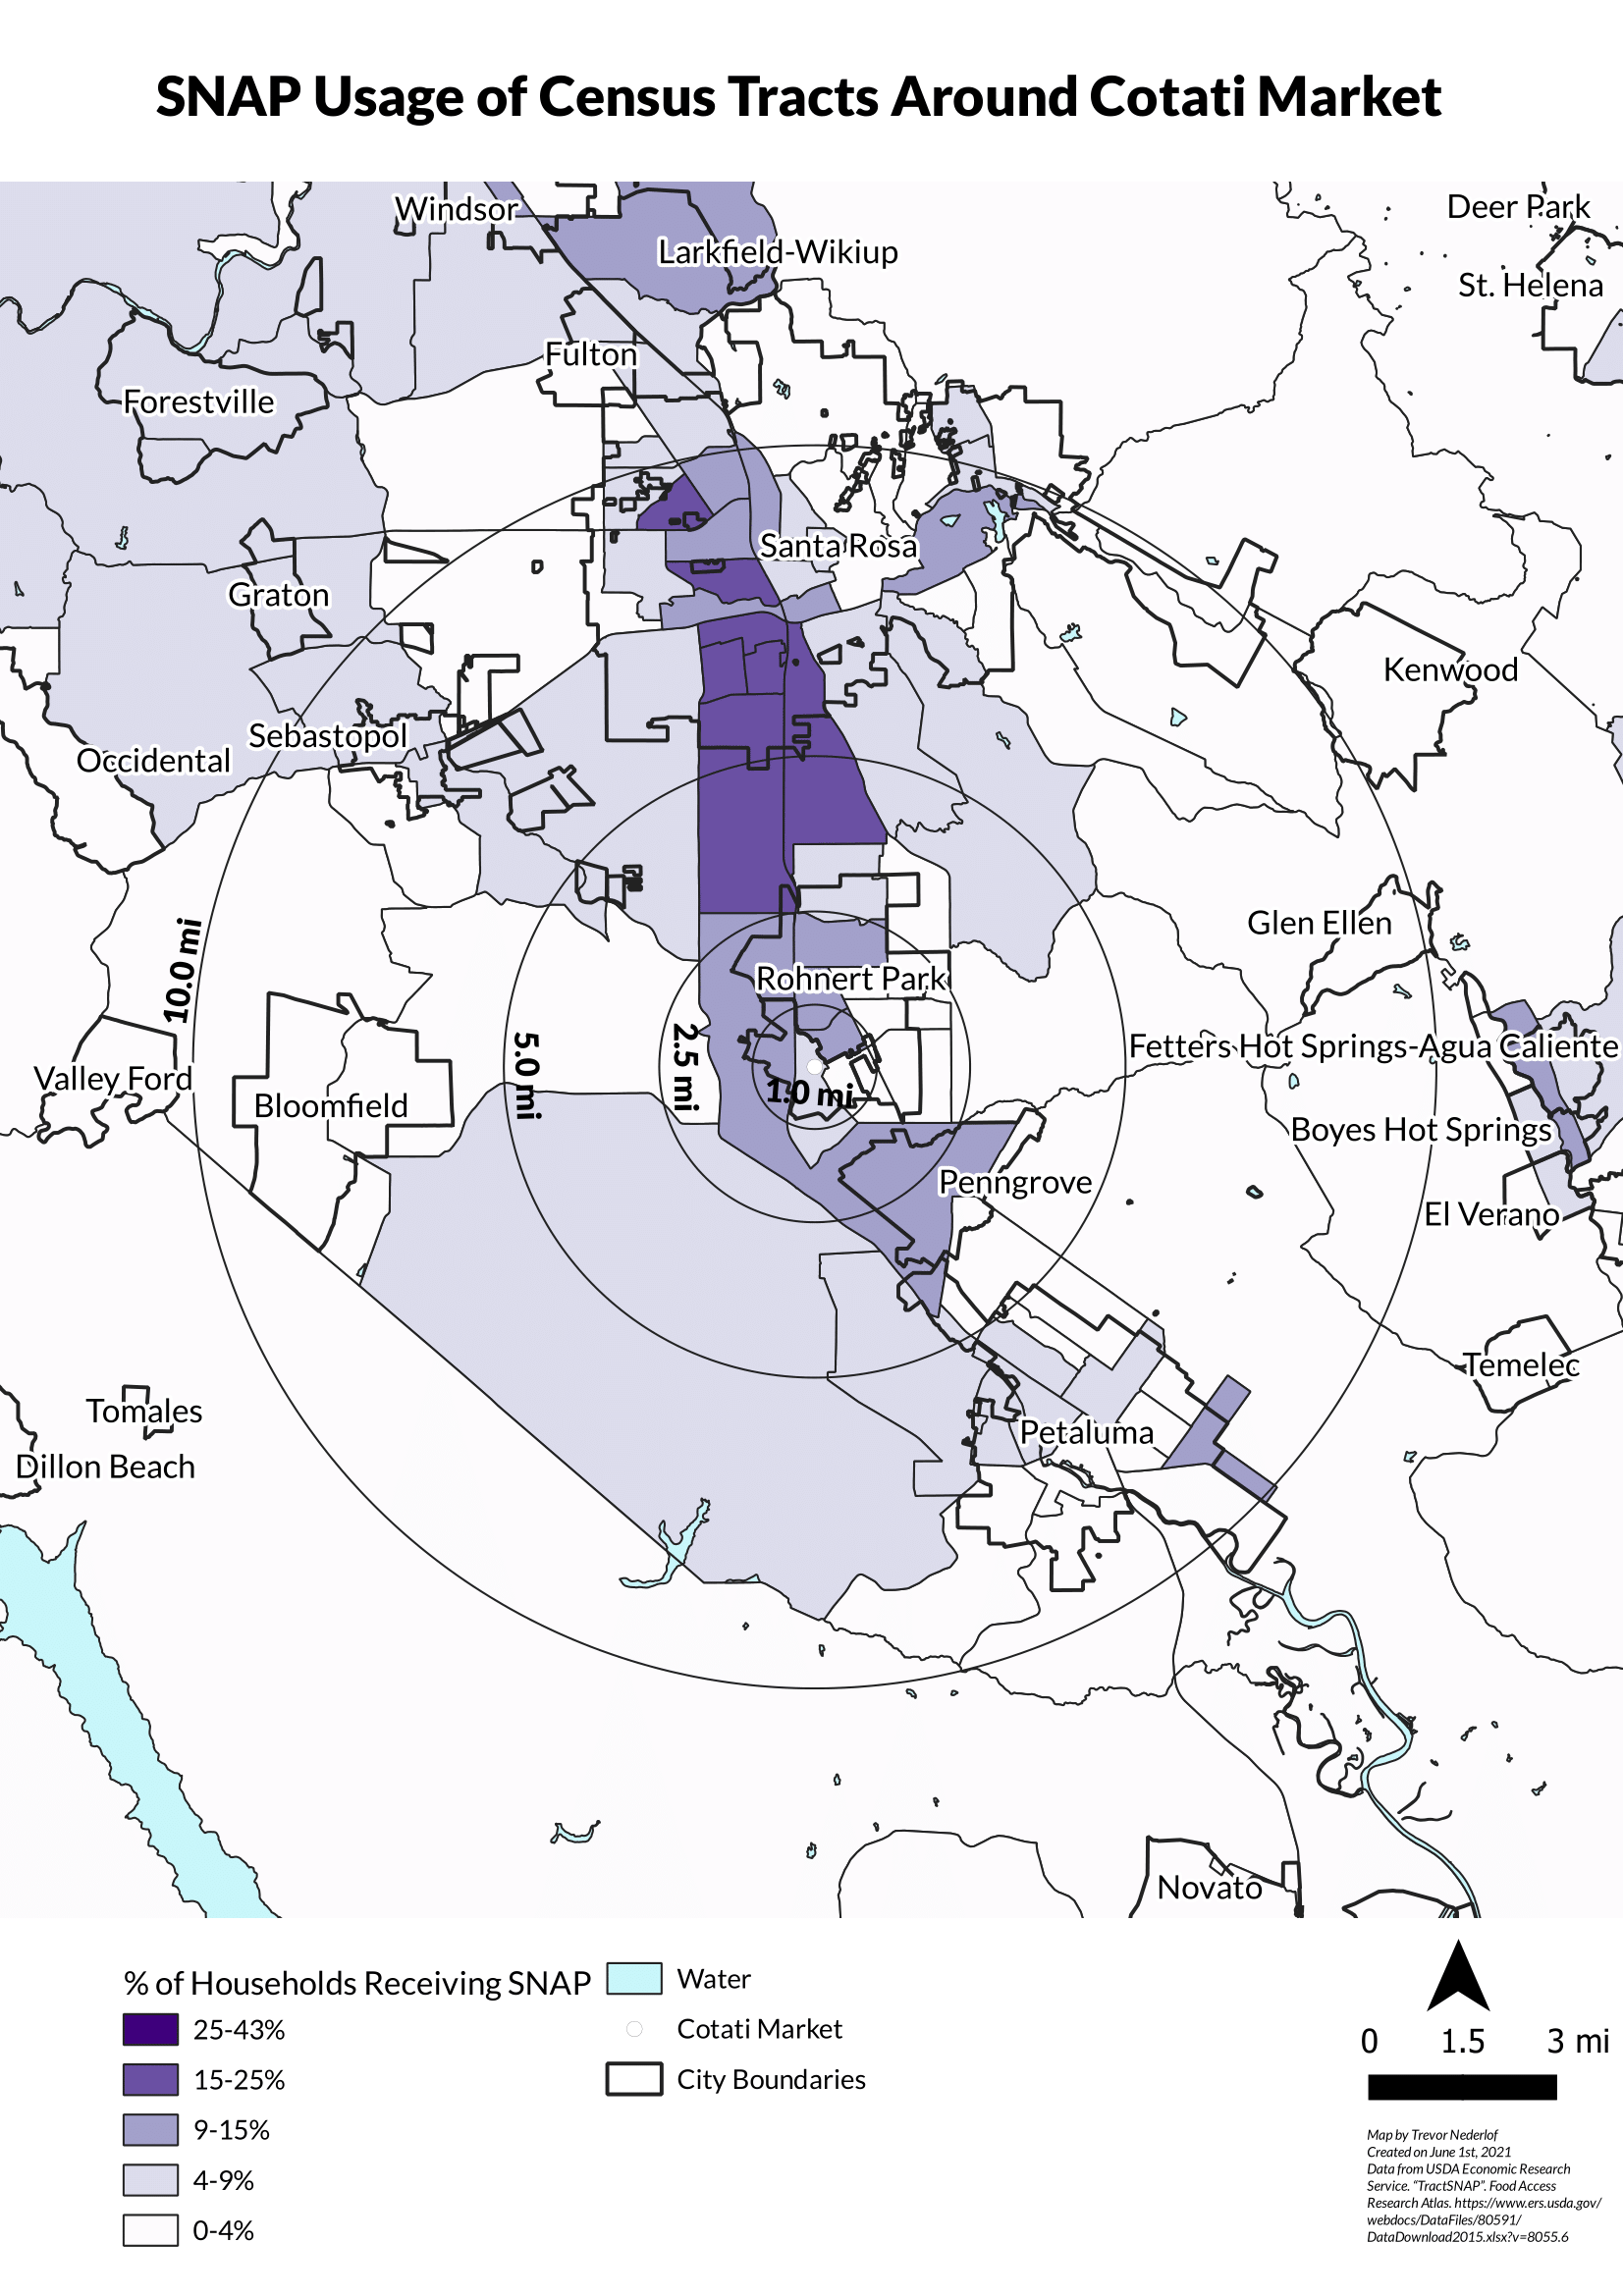 SNAP Usage of Census Tracts Around Cotati Market
Deer Park
Windsor
Larkfield-Wikiup
St. Helena
Fulton
Forestville
Santa Rosa
Graton
Kenwood
Sebastopol
Occidental
Glen Ellen
10.0 mi
Rohnert Park
5.0 mi
2.5 mi
1.0 mi
Fetters Hot Springs-Agua Caliente
Valley Ford
Bloomfield
Boyes Hot Springs
Penngrove
El Verano
Temelec
Tomales
Petaluma
Dillon Beach
Novato
% of Households Receiving SNAP
25-43%
15-25%
9-15%
4-9%
0-4%
Water
Cotati Market
City Boundaries
0 1.5 3 mi
Map by Trevor Nederlof
Created on June 1st, 2021
Data from USDA Economic Research
Service. “TractSNAP”. Food Access
Research Atlas. https://www.ers.usda.gov/
webdocs/DataFiles/80591/
DataDownload2015.xlsx?v=8055.6